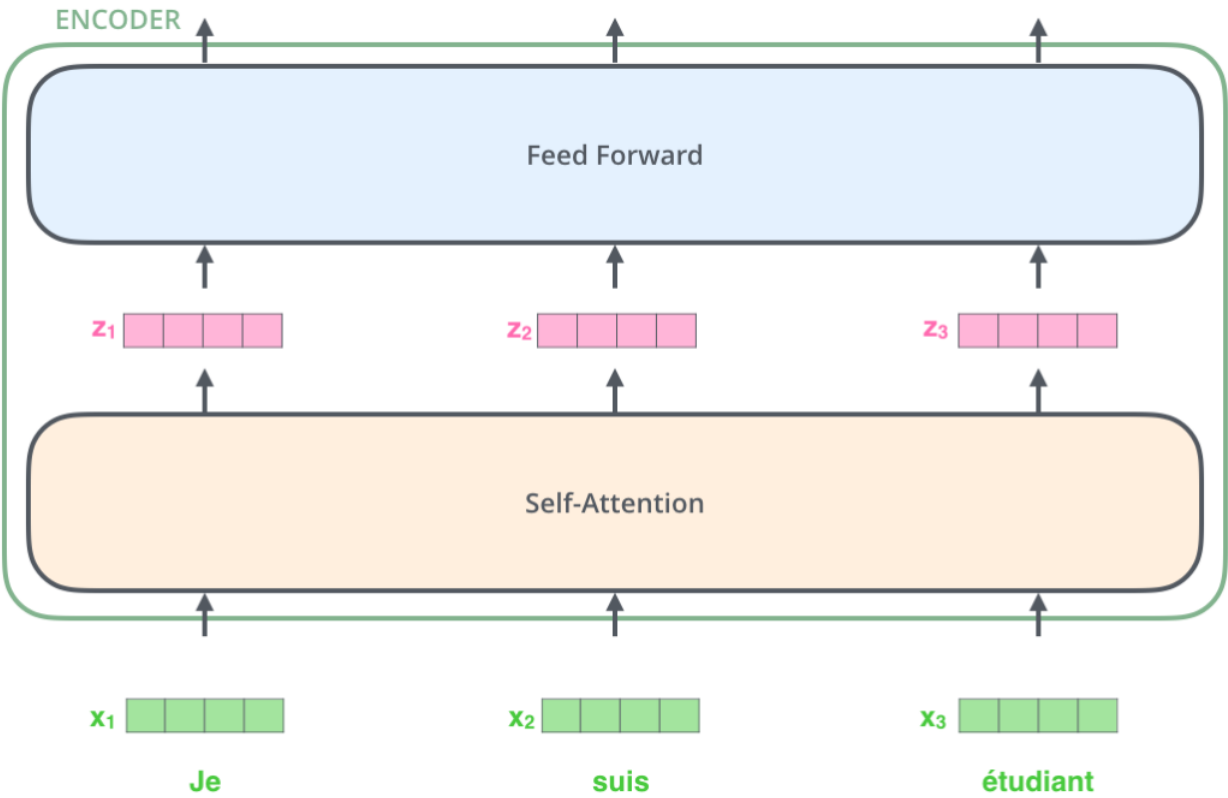 ENCODER
Feed Forward
z₁ z₂ z₃
Self-Attention
x₁ x₂ x₃
Je suis étudiant